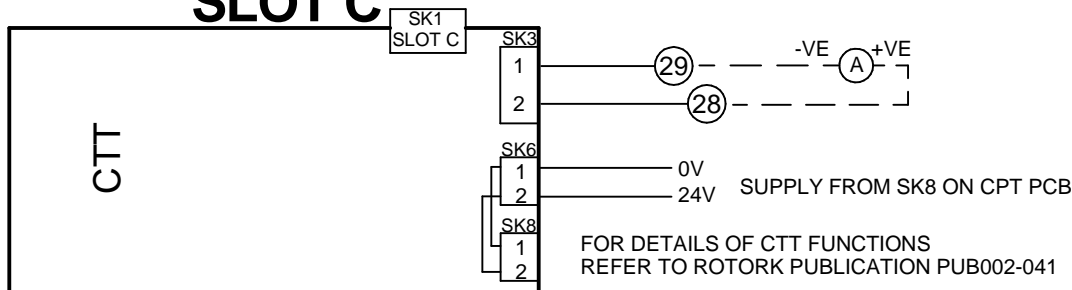 SLOT C
SK1
SLOT C
SK3
1
2
29
28
-VE
A
+VE
CTT
SK6
1
2
0V
24V
SUPPLY FROM SK8 ON CPT PCB
SK8
1
2
FOR DETAILS OF CTT FUNCTIONS
REFER TO ROTORK PUBLICATION PUB002-041